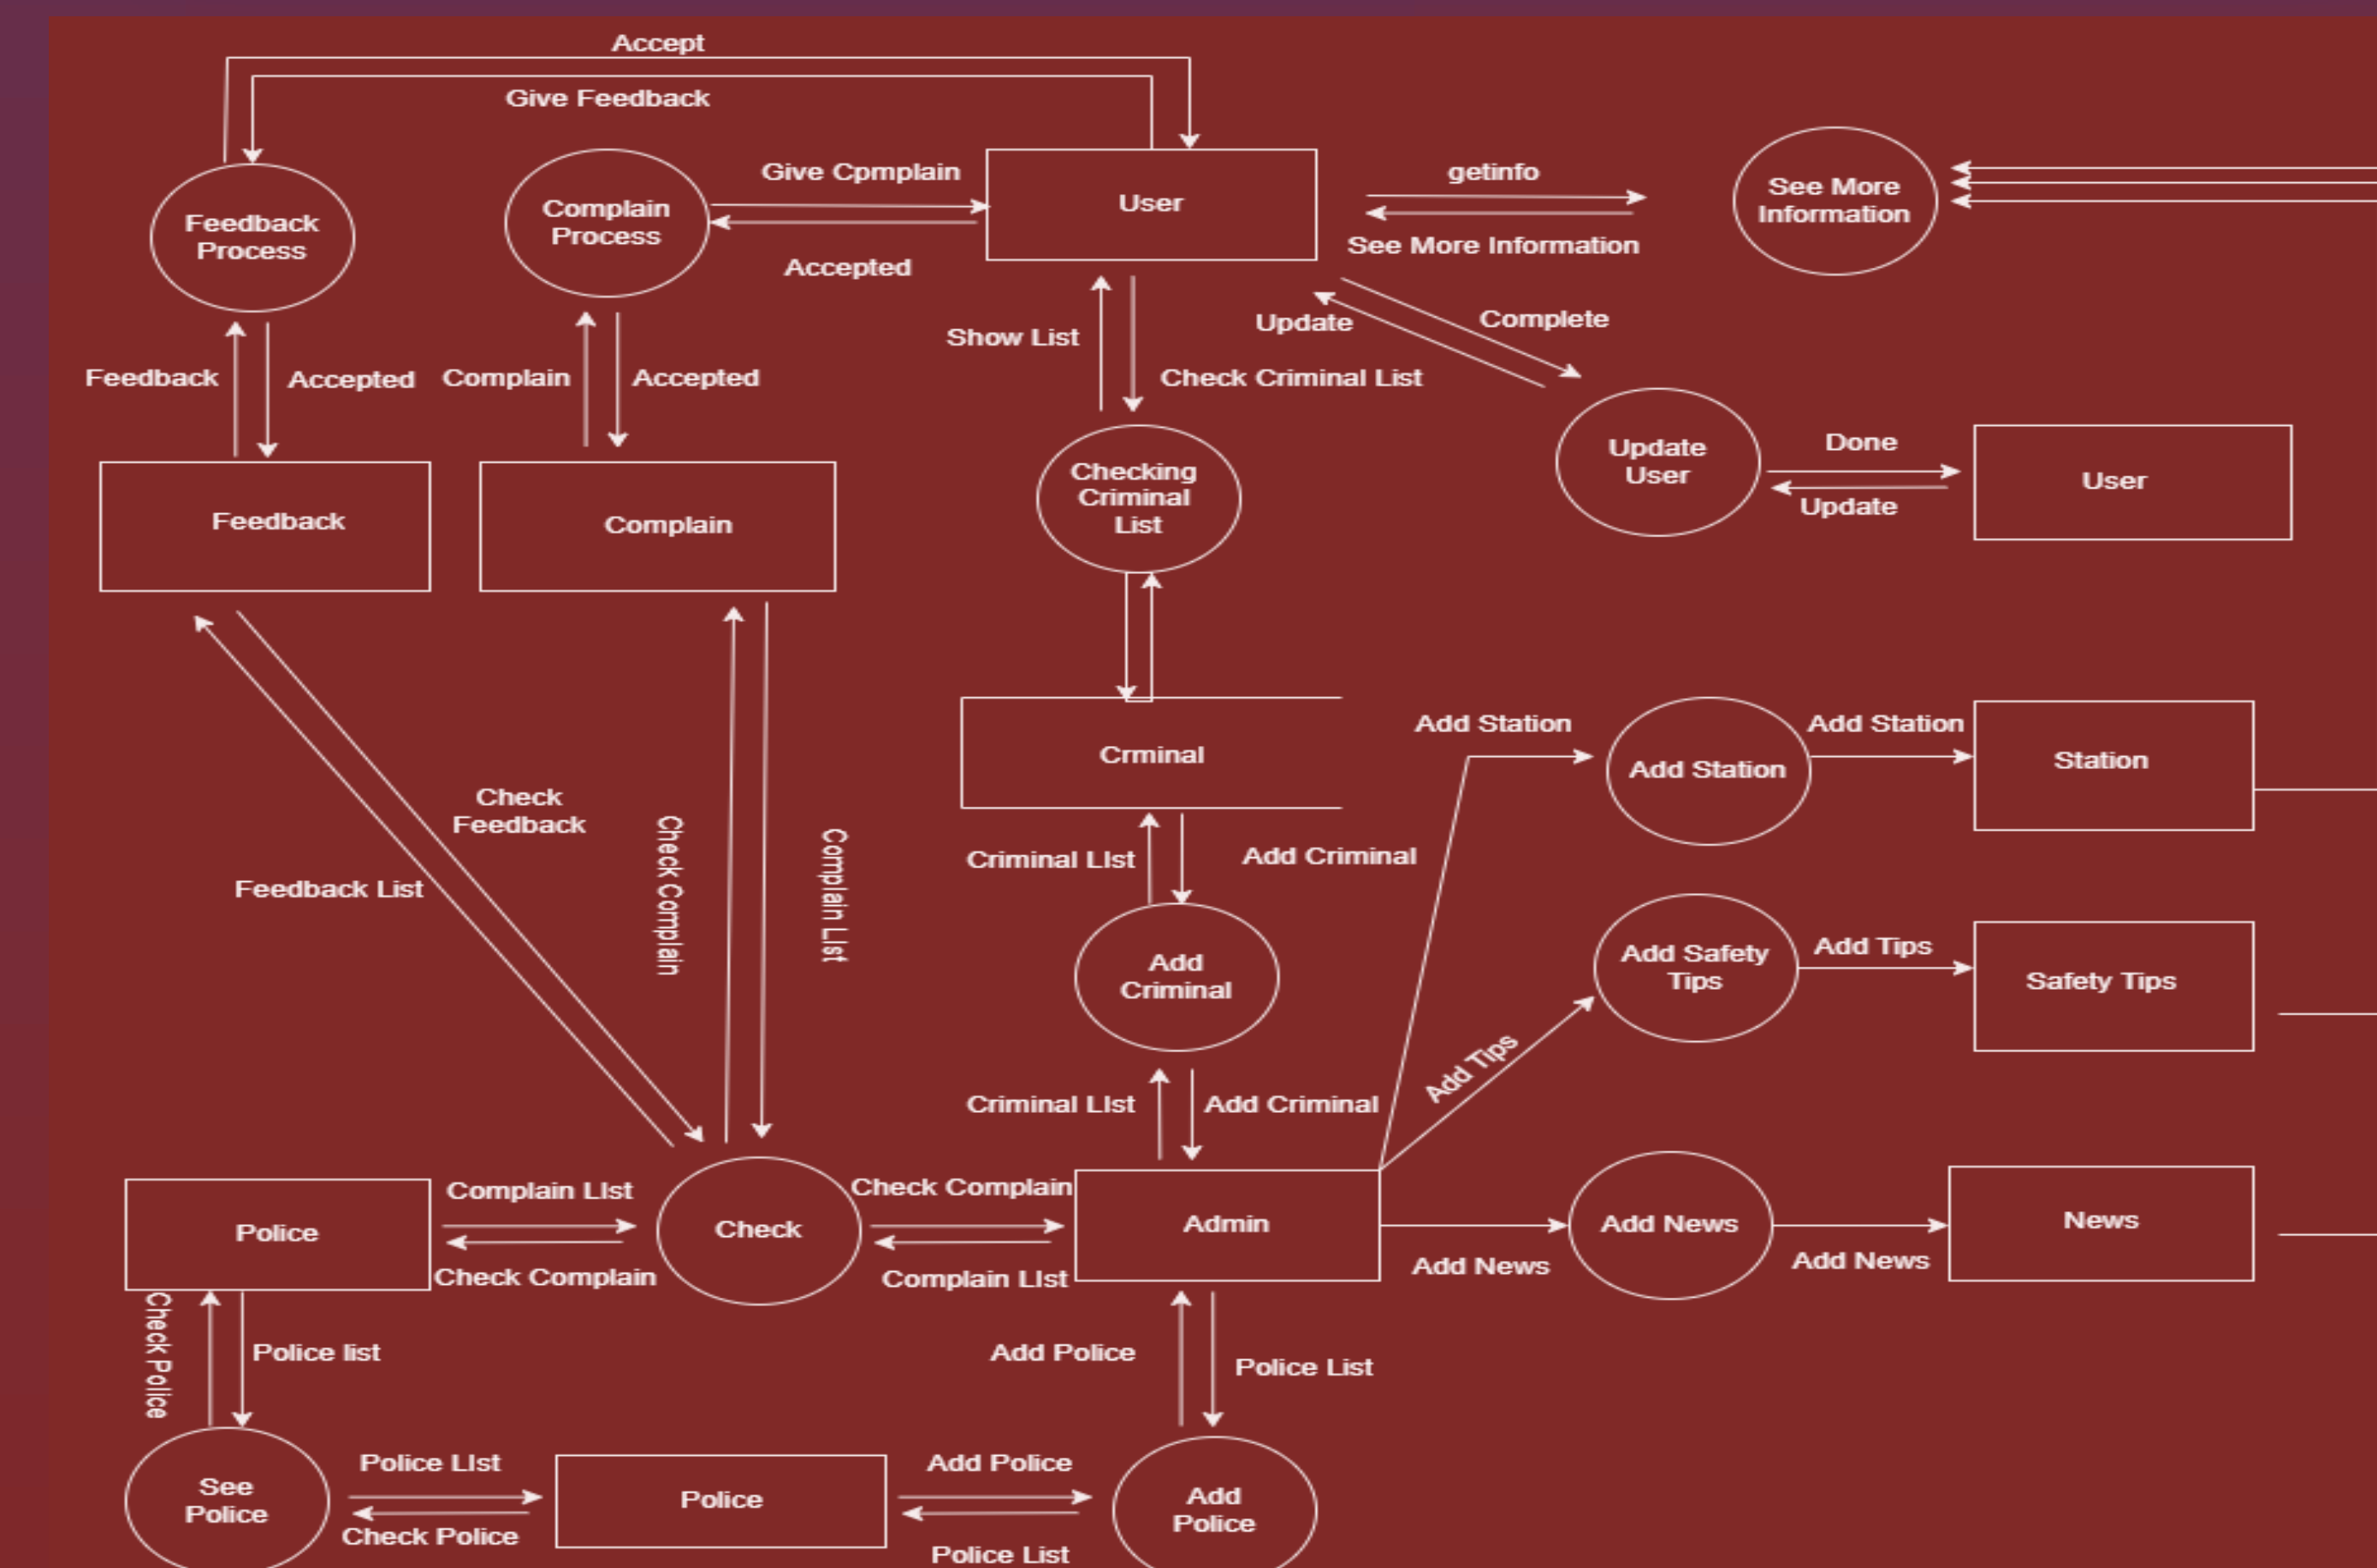 Accept
Give Feedback
Feedback
Process
Complain
Process
Give Cpmplain
Accepted
User
getinfo
See More Information
See More
Information
Feedback
Accepted
Complain
Accepted
Show List
Check Criminal List
Update
Complete
Feedback
Complain
Checking
Criminal
List
Update
User
Done
Update
User
Crminal
Add Station
Add Station
Add Station
Station
Check
Feedback
Feedback List
Check Complain
Complain LIst
Criminal LIst
Add Criminal
Add
Criminal
Add Safety
Tips
Add Tips
Safety Tips
Add Tips
Criminal LIst
Add Criminal
Police
Complain LIst
Check Complain
Check
Check Complain
Complain LIst
Admin
Add News
Add News
Add News
News
Check Police
Police list
Add Police
Police List
See
Police
Police LIst
Check Police
Police
Add Police
Police List
Add
Police